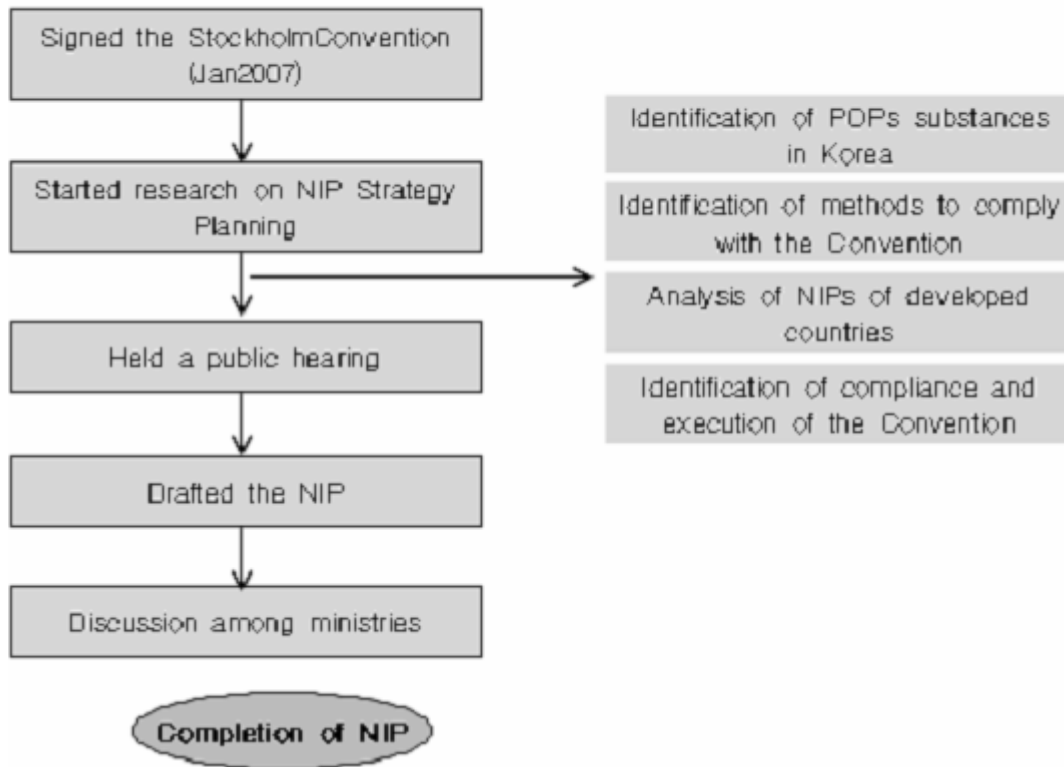 Signed the StockholmConvention
(Jan2007)
Started research on NIP Strategy
Planning
Held a public hearing
Drafted the NIP
Discussion among ministries
Completion of NIP
Identification of POPs substances
in Korea
Identification of methods to comply
with the Convention
Analysis of NIPs of developed
countries
Identification of compliance and
execution of the Convention